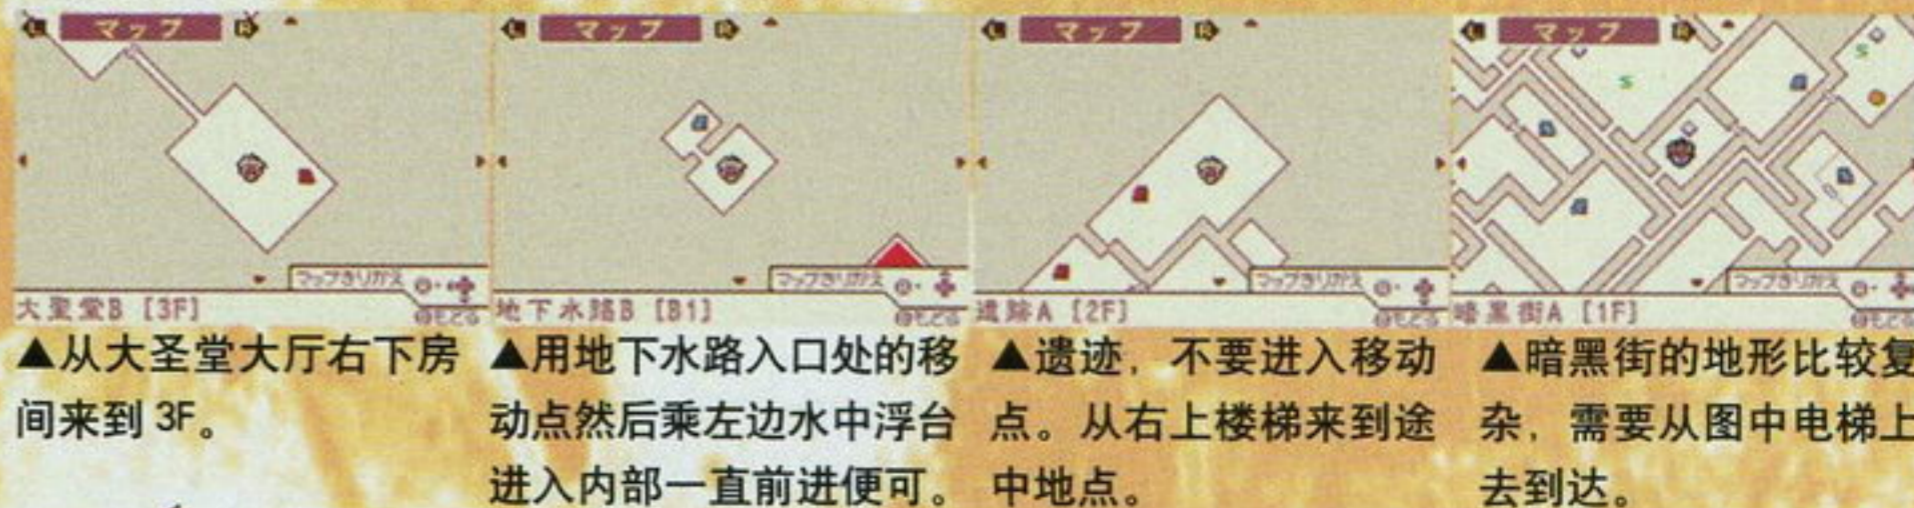 L マップ R
大聖堂B [3F]
マップきりかえ
▲从大圣堂大厅右下房
间来到 3F。
L マップ R
地下水路B [B1]
マップきりかえ
▲用地下水路入口处的移
动点然后乘左边水中浮台
进入内部一直前进便可。
L マップ R
遺跡A [2F]
マップきりかえ
▲遗迹，不要进入移动
点。从右上楼梯来到途
中地点。
L マップ R
S
S
暗黒街A [1F]
マップきりかえ
▲暗黑街的地形比较复
杂，需要从图中电梯上
去到达。